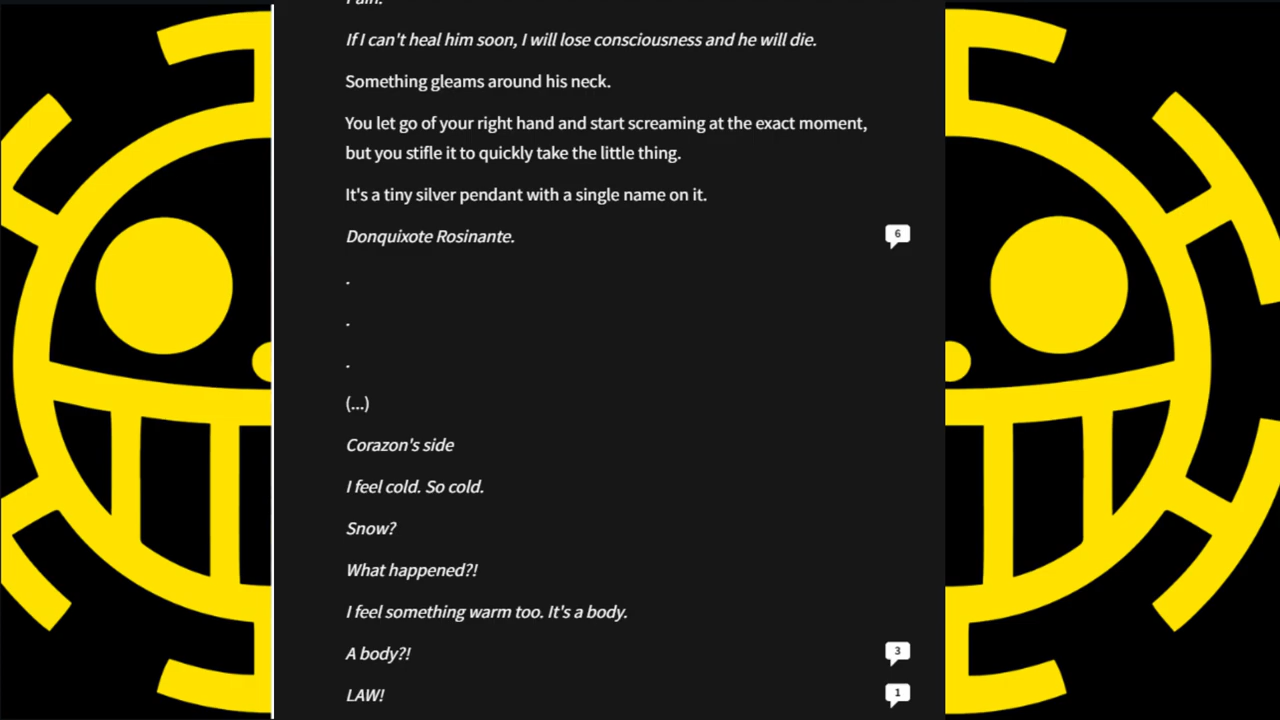 If I can't heal him soon, I will lose consciousness and he will die.
Something gleams around his neck.
You let go of your right hand and start screaming at the exact moment,
but you stifle it to quickly take the little thing.
It's a tiny silver pendant with a single name on it.
Donquixote Rosinante.
6
.
.
.
(...)
Corazon's side
I feel cold. So cold.
Snow?
What happened?!
I feel something warm too. It's a body.
A body?!
3
LAW!
1